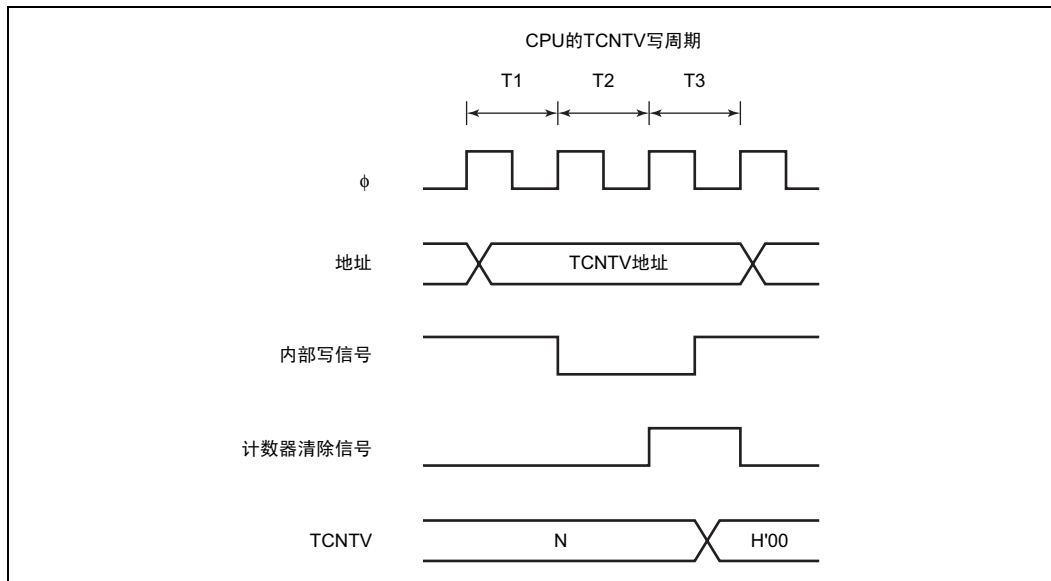 CPU的TCNTV写周期
T1 T2 T3
φ
地址 TCNTV地址
内部写信号
计数器清除信号
TCNTV N H'00